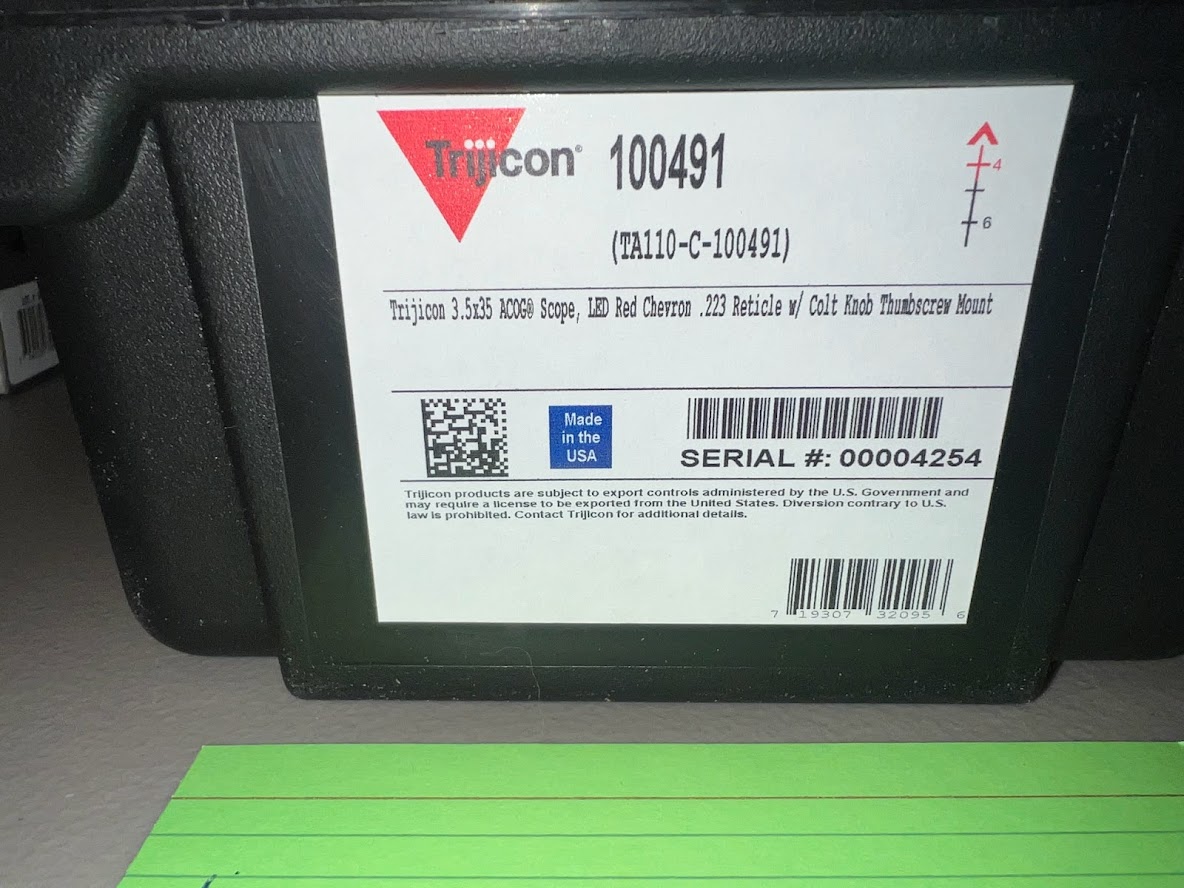 Trijicon® 100491
(TA110-C-100491)
4
6
Trijicon 3.5x35 ACOG® Scope, LED Red Chevron .223 Reticle w/ Colt Knob Thumbscrew Mount
Made
in the
USA
SERIAL #: 00004254
Trijicon products are subject to export controls administered by the U.S. Government and
may require a license to be exported from the United States. Diversion contrary to U.S.
law is prohibited. Contact Trijicon for additional details.
7 19307 32095 6